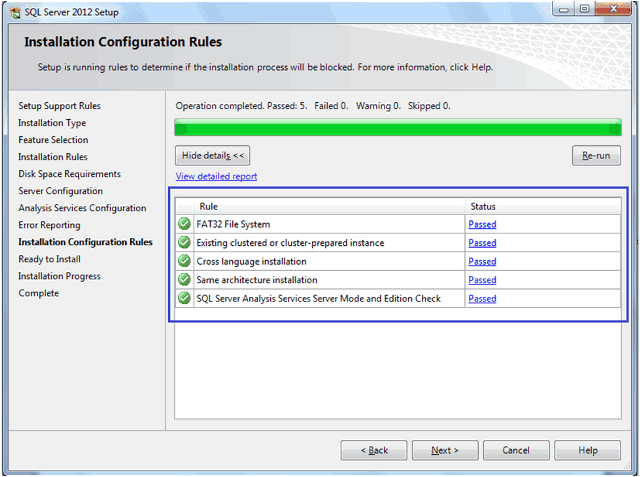 SQL Server 2012 Setup
Installation Configuration Rules
Setup is running rules to determine if the installation process will be blocked. For more information, click Help.
Setup Support Rules
Installation Type
Feature Selection
Installation Rules
Disk Space Requirements
Server Configuration
Analysis Services Configuration
Error Reporting
Installation Configuration Rules
Ready to Install
Installation Progress
Complete
Operation completed. Passed: 5. Failed 0. Warning 0. Skipped 0.
Hide details << Re-run
View detailed report
Rule Status
FAT32 File System Passed
Existing clustered or cluster-prepared instance Passed
Cross language installation Passed
Same architecture installation Passed
SQL Server Analysis Services Server Mode and Edition Check Passed
< Back Next > Cancel Help